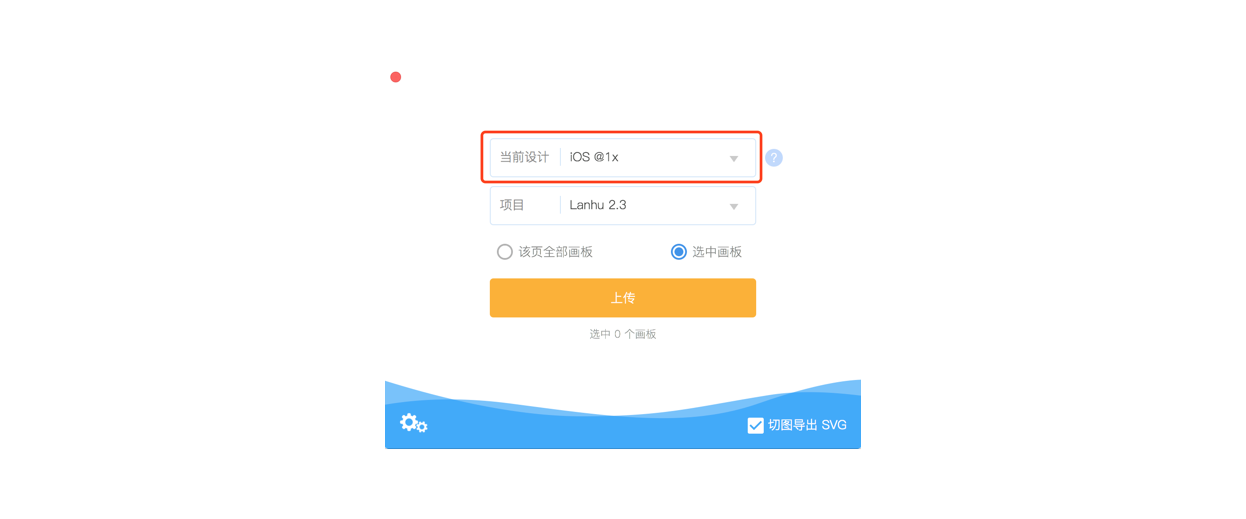 当前设计 iOS @1x ?
项目 Lanhu 2.3
该页全部画板 选中画板
上传
选中 0 个画板
切图导出 SVG